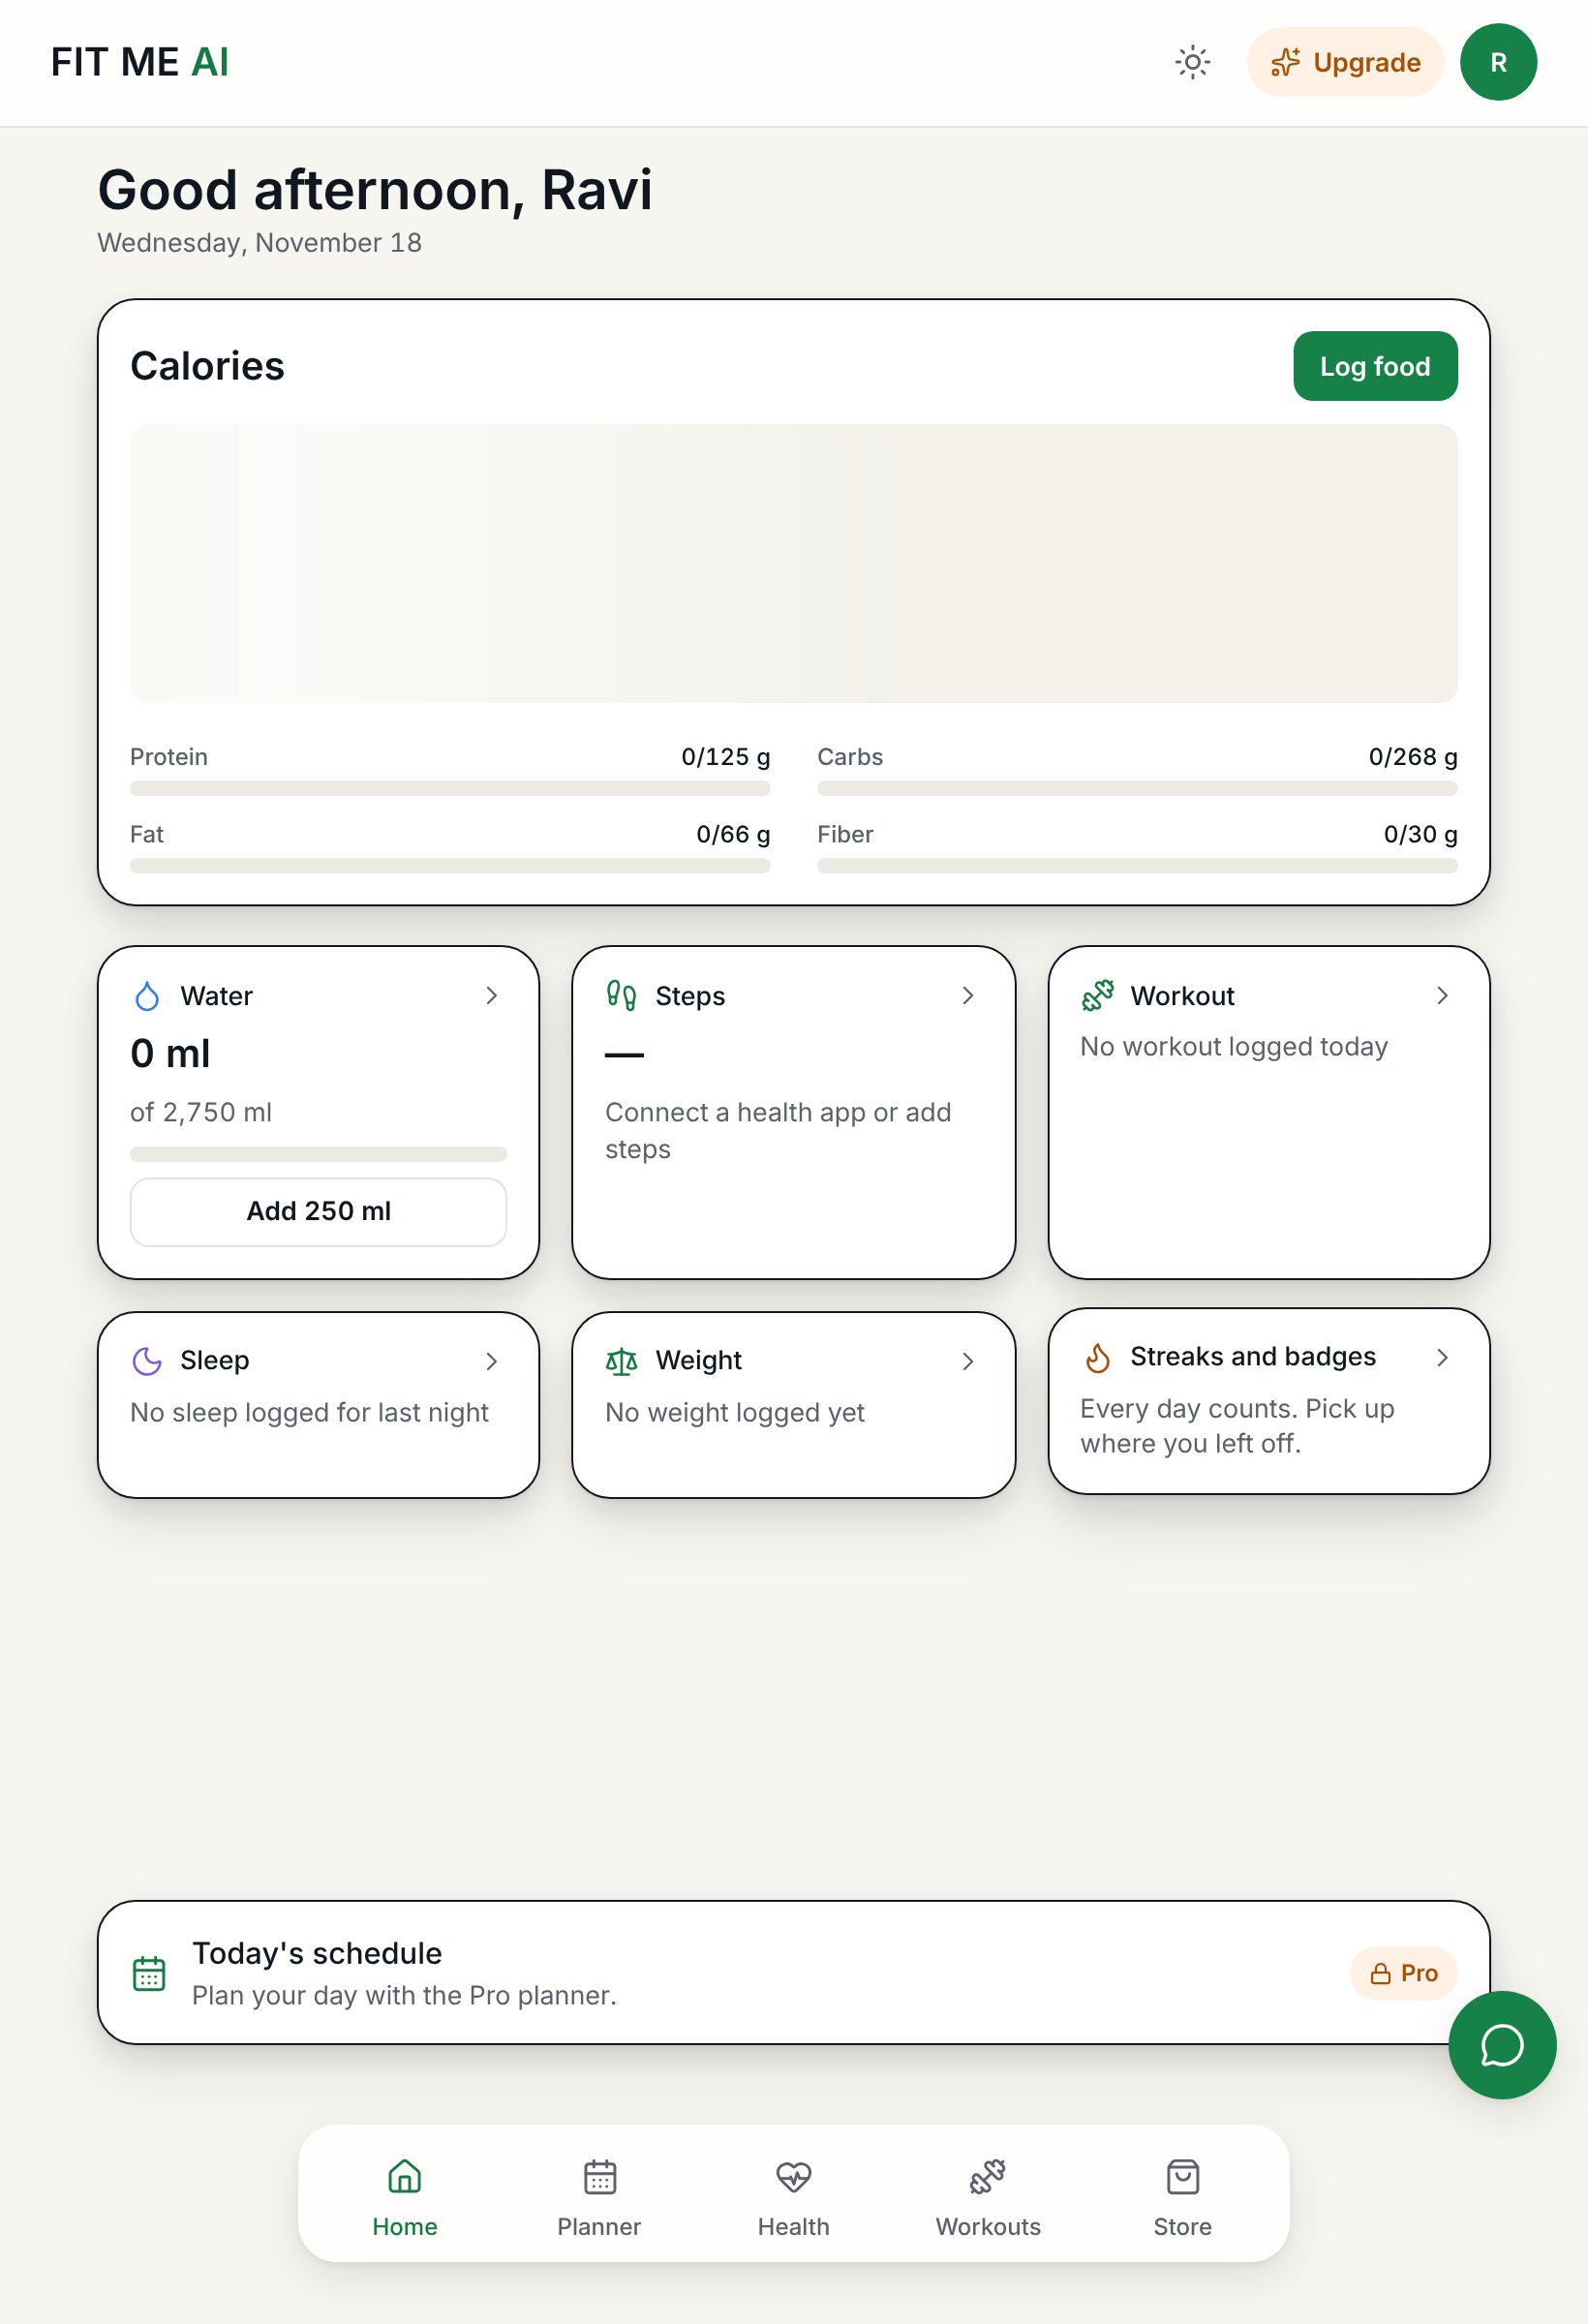 FIT ME AI
Upgrade
R
Good afternoon, Ravi
Wednesday, November 18
Calories
Log food
Protein 0/125 g
Carbs 0/268 g
Fat 0/66 g
Fiber 0/30 g
Water
0 ml
of 2,750 ml
Add 250 ml
Steps
—
Connect a health app or add
steps
Workout
No workout logged today
Sleep
No sleep logged for last night
Weight
No weight logged yet
Streaks and badges
Every day counts. Pick up
where you left off.
Today's schedule
Plan your day with the Pro planner.
Pro
Home
Planner
Health
Workouts
Store